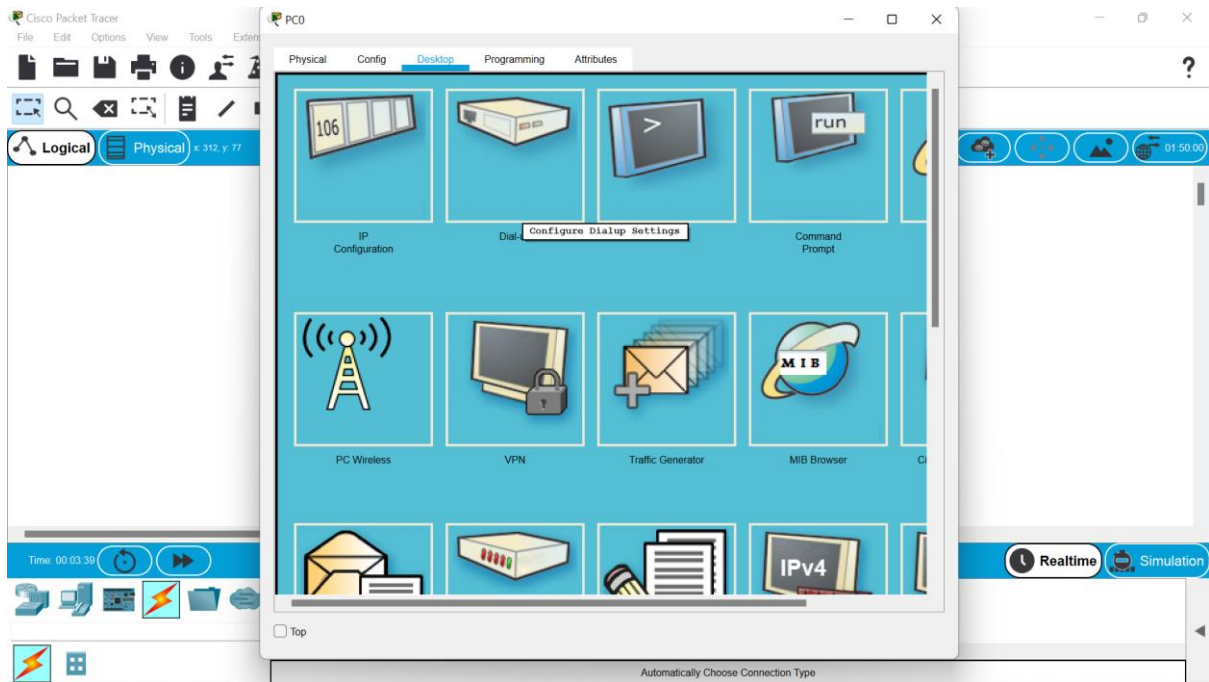 Cisco Packet Tracer
File Edit Options View Tools Exten
PC0
Physical Config Desktop Programming Attributes
?
Logical
Physical
x: 312, y: 77
01:50:00
106
>
run
IP
Configuration
Dial-
Configure Dialup Settings
Command
Prompt
MIB
PC Wireless
VPN
Traffic Generator
MIB Browser
IPv4
Time: 00:03:39
Realtime
Simulation
Top
Automatically Choose Connection Type